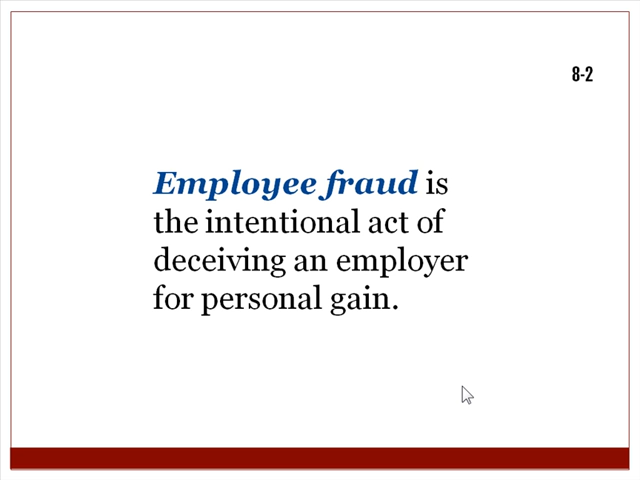 8-2
Employee fraud is
the intentional act of
deceiving an employer
for personal gain.